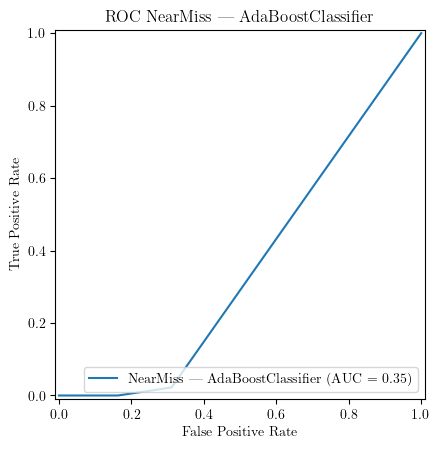 ROC NearMiss — AdaBoostClassifier
1.0
0.8
0.6
0.4
0.2
0.0
True Positive Rate
NearMiss — AdaBoostClassifier (AUC = 0.35)
0.0 0.2 0.4 0.6 0.8 1.0
False Positive Rate